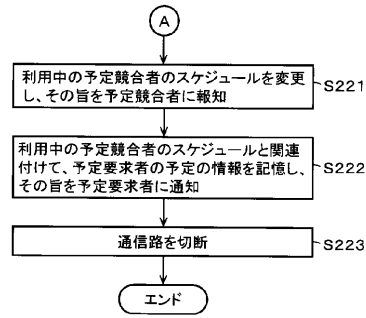 A
利用中の予定競合者のスケジュールを変更
し、その旨を予定競合者に報知
S221
利用中の予定競合者のスケジュールと関連
付けて、予定要求者の予定の情報を記憶し、
その旨を予定要求者に通知
S222
通信路を切断
S223
エンド